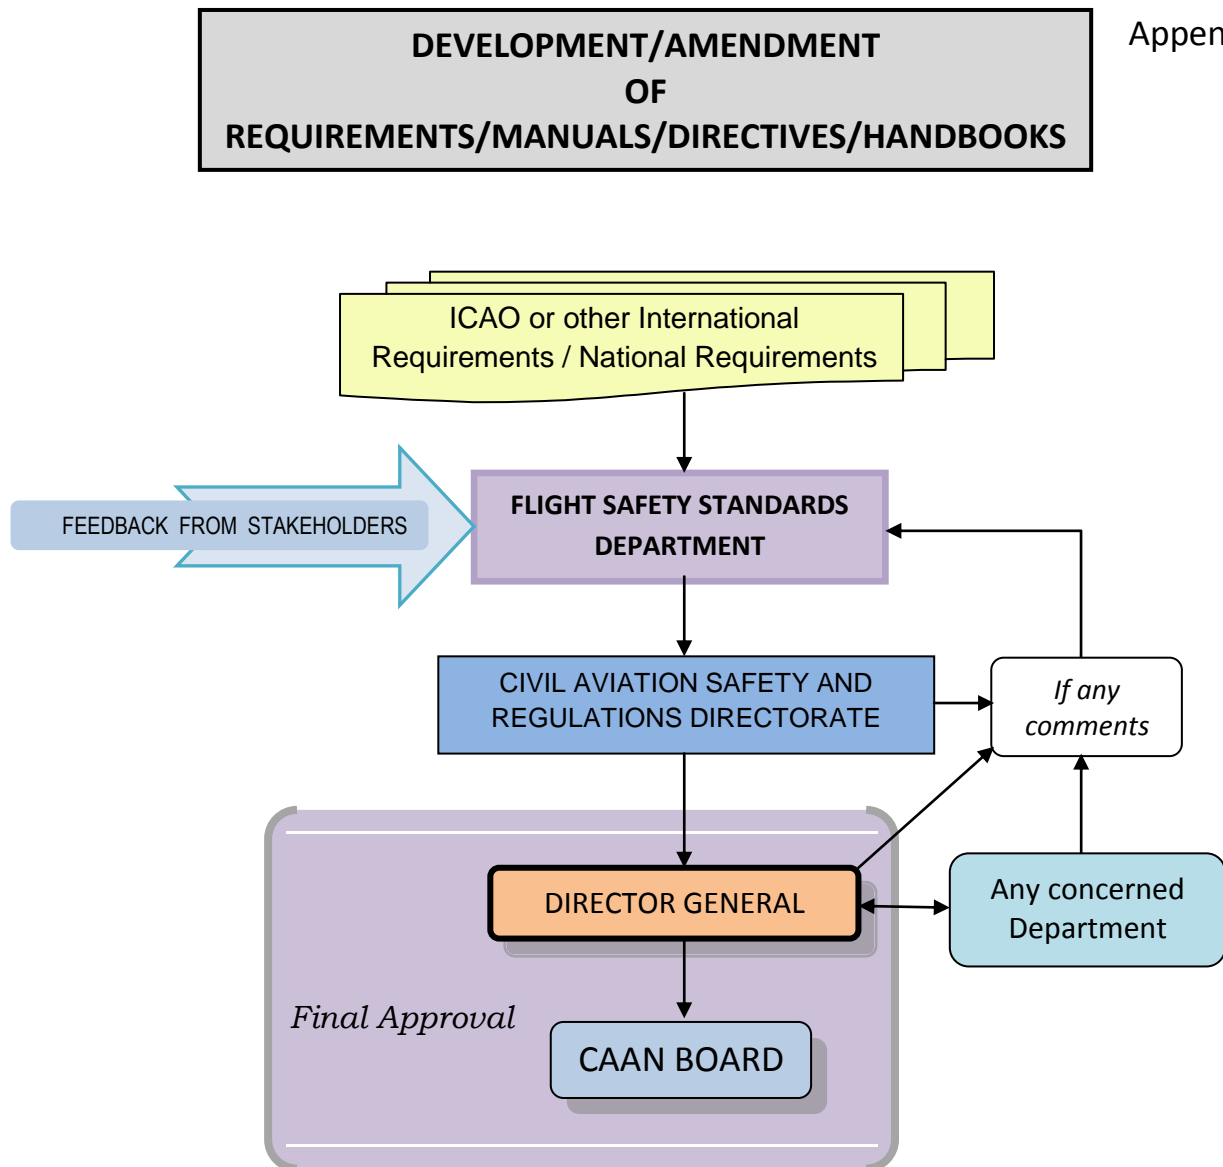 DEVELOPMENT/AMENDMENT
OF
REQUIREMENTS/MANUALS/DIRECTIVES/HANDBOOKS
Appen
ICAO or other International
Requirements / National Requirements
FEEDBACK FROM STAKEHOLDERS
FLIGHT SAFETY STANDARDS
DEPARTMENT
CIVIL AVIATION SAFETY AND
REGULATIONS DIRECTORATE
If any
comments
DIRECTOR GENERAL
Any concerned
Department
Final Approval
CAAN BOARD